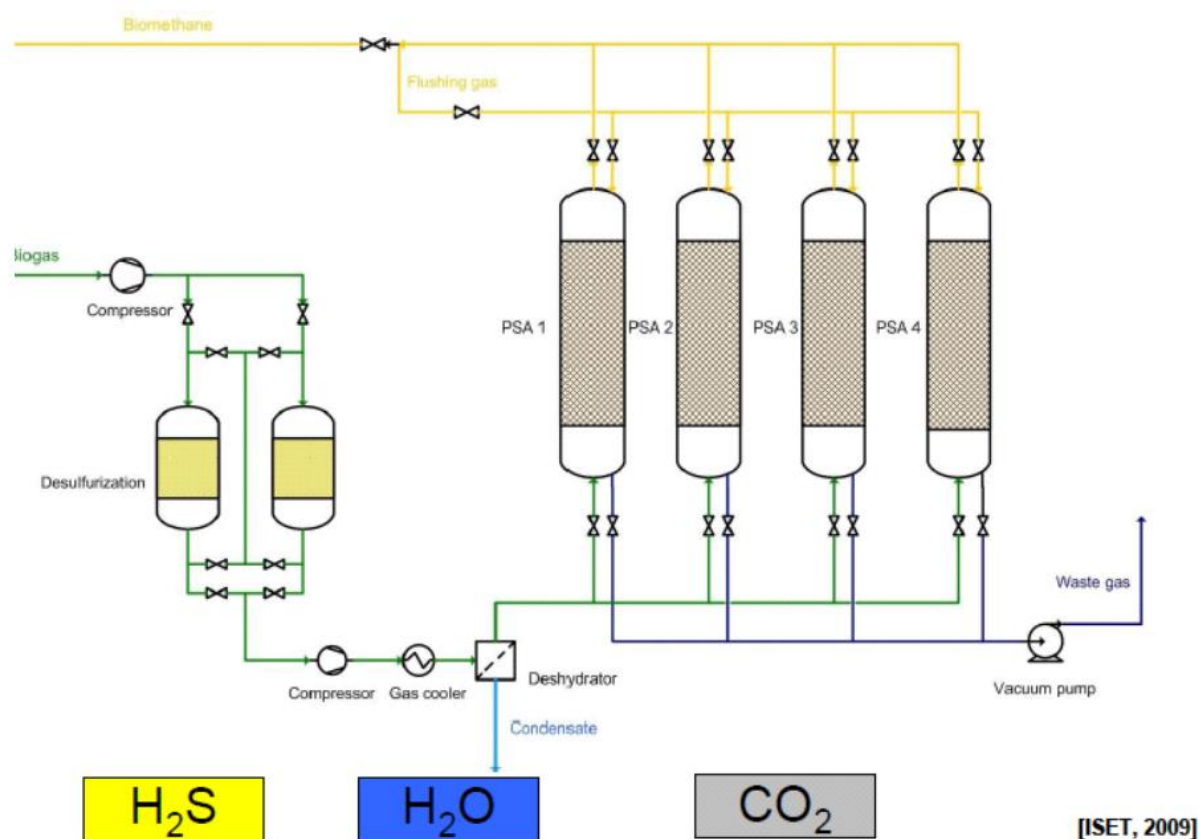 Biomethane
Flushing gas
Biogas
Compressor
PSA 1
PSA 2
PSA 3
PSA 4
Desulfurization
Waste gas
Compressor
Gas cooler
Deshydrator
Vacuum pump
Condensate
H₂S
H₂O
CO₂
[ISET, 2009]